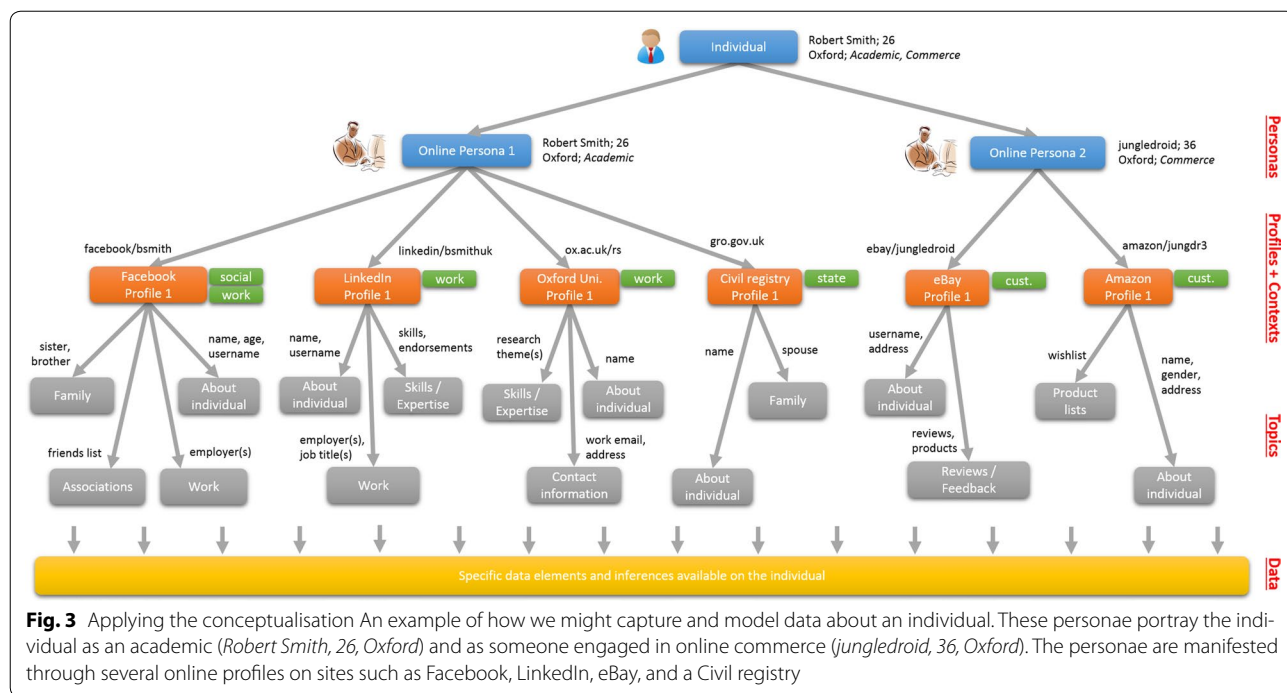 Individual
Robert Smith; 26
Oxford; Academic, Commerce
Personas
Online Persona 1
Robert Smith; 26
Oxford; Academic
Online Persona 2
jungledroid; 36
Oxford; Commerce
Profiles + Contexts
facebook/bsmith
linkedin/bsmithuk
ox.ac.uk/rs
gro.gov.uk
ebay/jungledroid
amazon/jungdr3
Facebook
Profile 1
social
work
LinkedIn
Profile 1
work
Oxford Uni.
Profile 1
work
Civil registry
Profile 1
state
eBay
Profile 1
cust.
Amazon
Profile 1
cust.
Topics
sister,
brother
name, age,
username
name,
username
skills,
endorsements
research
theme(s)
name
name
spouse
username,
address
wishlist
name,
gender,
address
Family
About
individual
About
individual
Skills /
Expertise
Skills /
Expertise
About
individual
Family
About
individual
Product
lists
friends list
employer(s)
employer(s),
job title(s)
work email,
address
reviews,
products
Associations
Work
Work
Contact
information
About
individual
Reviews /
Feedback
About
individual
Data
Specific data elements and inferences available on the individual
Fig. 3 Applying the conceptualisation An example of how we might capture and model data about an individual. These personae portray the indi-
vidual as an academic (Robert Smith, 26, Oxford) and as someone engaged in online commerce (jungledroid, 36, Oxford). The personae are manifested
through several online profiles on sites such as Facebook, LinkedIn, eBay, and a Civil registry